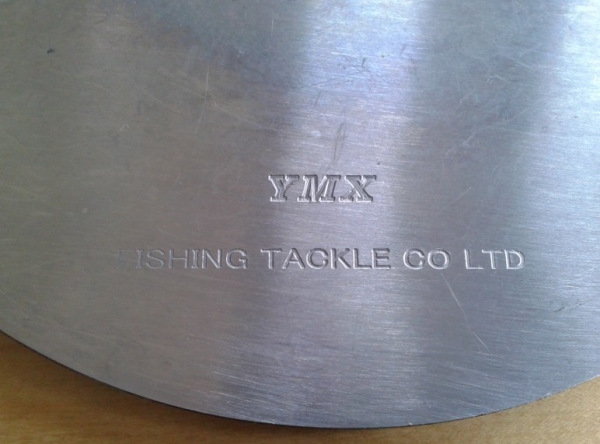 YMX
FISHING TACKLE CO LTD